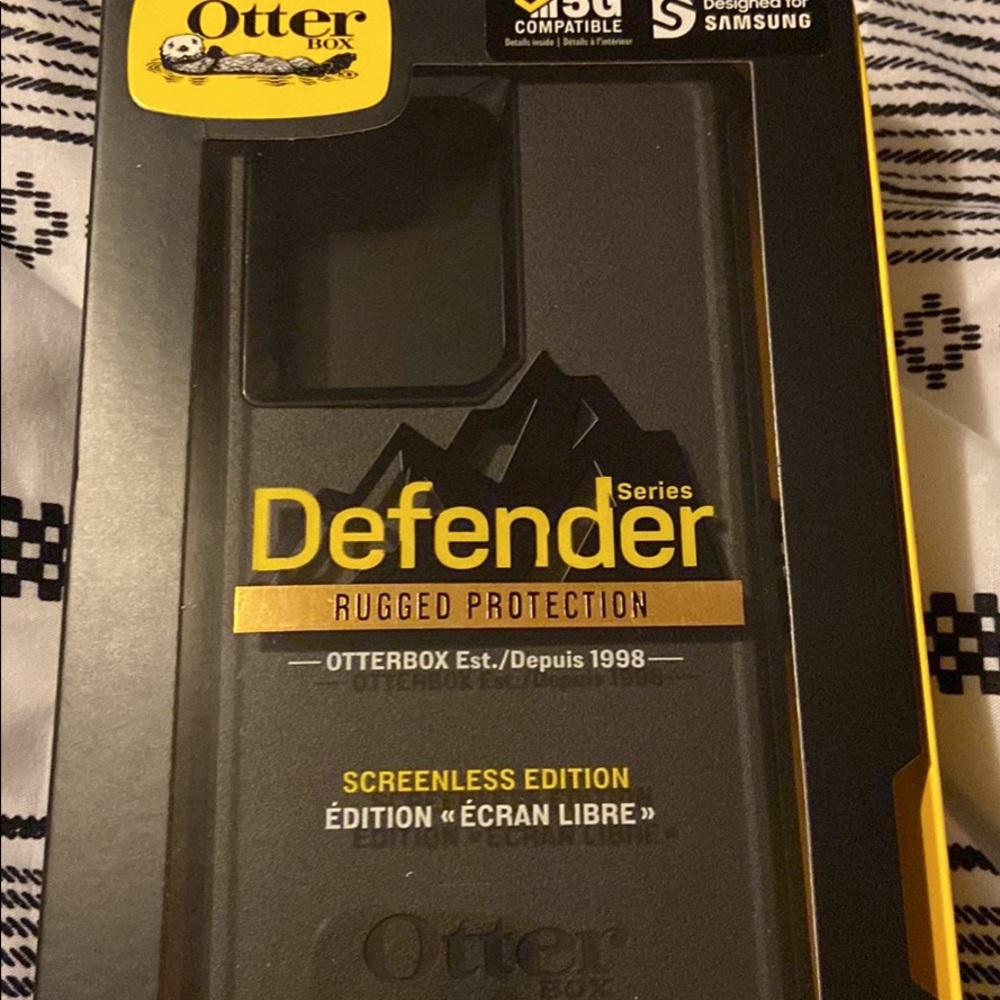 Otter
BOX
5G
COMPATIBLE
Details inside | Détails à l'intérieur
Designed for
SAMSUNG
Defender
Series
RUGGED PROTECTION
OTTERBOX Est./Depuis 1998
SCREENLESS EDITION
ÉDITION « ÉCRAN LIBRE »
Otter
BOX